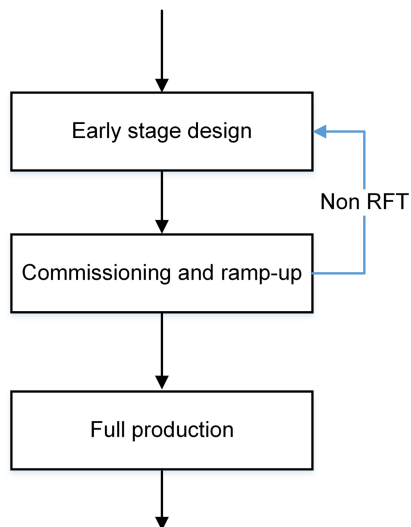 Early stage design
Non RFT
Commissioning and ramp-up
Full production